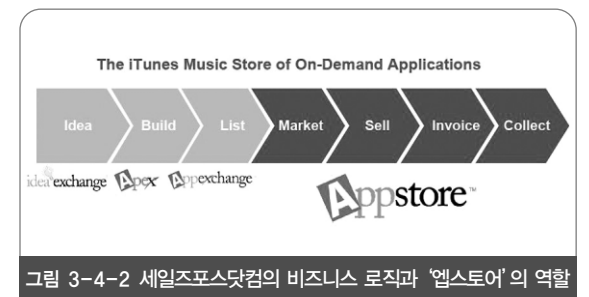 The iTunes Music Store of On-Demand Applications
Idea Build List Market Sell Invoice Collect
ideaexchange Apex Appexchange Appstore™
그림 3-4-2 세일즈포스닷컴의 비즈니스 로직과 '엡스토어'의 역할